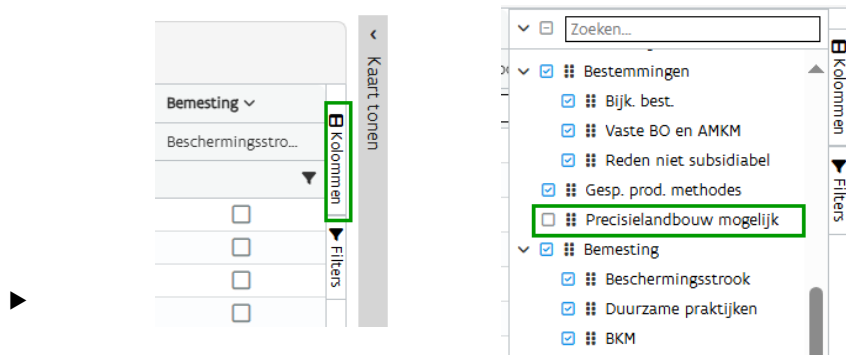 Bemesting
Beschermingsstro...
Kolommen
Filters
Kaart tonen
Zoeken...
Bestemmingen
Bijk. best.
Vaste BO en AMKM
Reden niet subsidiabel
Gesp. prod. methodes
Precisielandbouw mogelijk
Bemesting
Beschermingsstrook
Duurzame praktijken
BKM
Kolommen
Filters